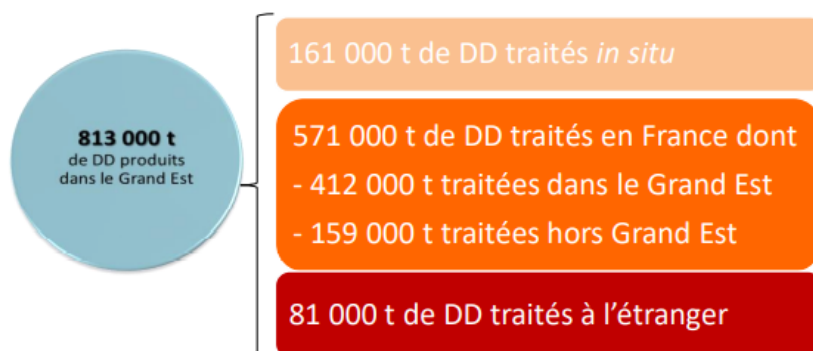 813 000 t
de DD produits
dans le Grand Est
161 000 t de DD traités in situ
571 000 t de DD traités en France dont
- 412 000 t traitées dans le Grand Est
- 159 000 t traitées hors Grand Est
81 000 t de DD traités à l'étranger